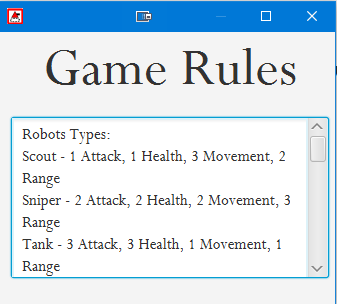 Game Rules
Robots Types:
Scout - 1 Attack, 1 Health, 3 Movement, 2
Range
Sniper - 2 Attack, 2 Health, 2 Movement, 3
Range
Tank - 3 Attack, 3 Health, 1 Movement, 1
Range